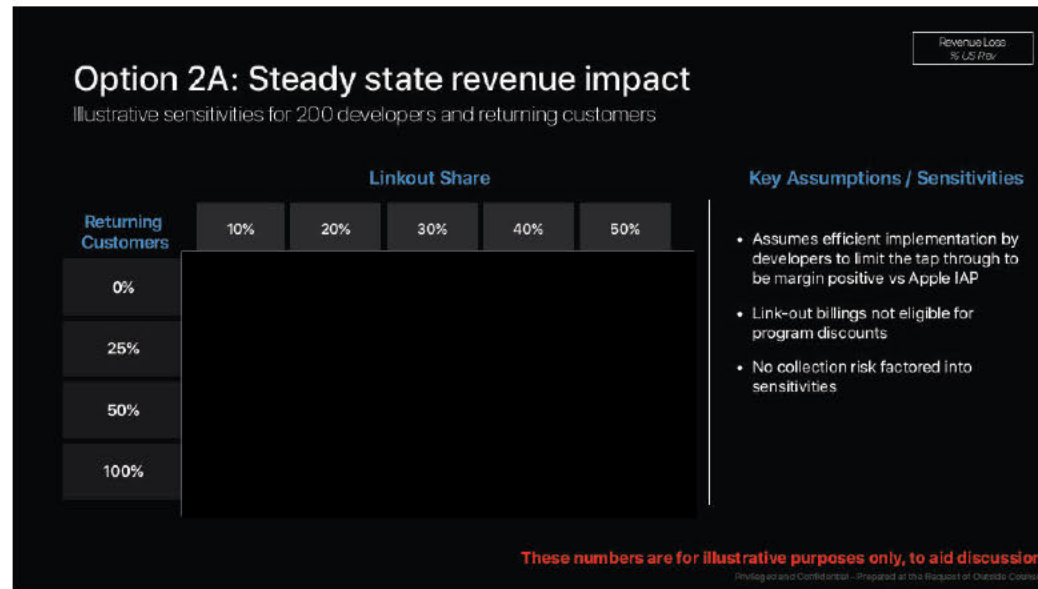 Revenue Loss
% US Rev
Option 2A: Steady state revenue impact
Illustrative sensitivities for 200 developers and returning customers
Linkout Share
Key Assumptions / Sensitivities
Returning
Customers
10%
20%
30%
40%
50%
0%
25%
50%
100%
• Assumes efficient implementation by
developers to limit the tap through to
be margin positive vs Apple IAP
• Link-out billings not eligible for
program discounts
• No collection risk factored into
sensitivities
These numbers are for illustrative purposes only, to aid discussion
Privileged and Confidential - Prepared at the Request of Outside